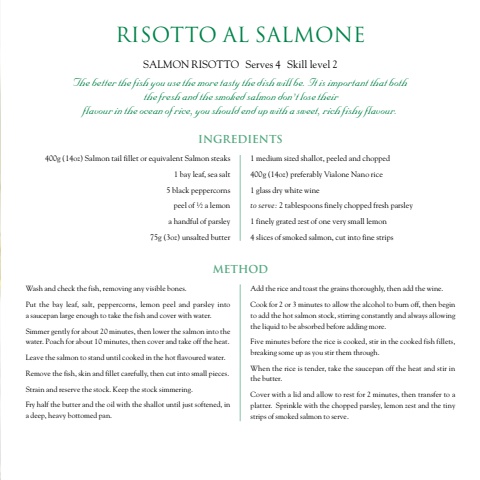 RISOTTO AL SALMONE
SALMON RISOTTO Serves 4 Skill level 2
The better the fish you use the more tasty the dish will be. It is important that both
the fresh and the smoked salmon don't lose their
flavour in the ocean of rice, you should end up with a sweet, rich fishy flavour.
INGREDIENTS
400g (14oz) Salmon tail fillet or equivalent Salmon steaks
1 bay leaf, sea salt
5 black peppercorns
peel of ½ a lemon
a handful of parsley
75g (3oz) unsalted butter
1 medium sized shallot, peeled and chopped
400g (14oz) preferably Vialone Nano rice
1 glass dry white wine
to serve: 2 tablespoons finely chopped fresh parsley
1 finely grated zest of one very small lemon
4 slices of smoked salmon, cut into fine strips
METHOD
Wash and check the fish, removing any visible bones.
Put the bay leaf, salt, peppercorns, lemon peel and parsley into
a saucepan large enough to take the fish and cover with water.
Simmer gently for about 20 minutes, then lower the salmon into the
water. Poach for about 10 minutes, then cover and take off the heat.
Leave the salmon to stand until cooked in the hot flavoured water.
Remove the fish, skin and fillet carefully, then cut into small pieces.
Strain and reserve the stock. Keep the stock simmering.
Fry half the butter and the oil with the shallot until just softened, in
a deep, heavy bottomed pan.
Add the rice and toast the grains thoroughly, then add the wine.
Cook for 2 or 3 minutes to allow the alcohol to burn off, then begin
to add the hot salmon stock, stirring constantly and always allowing
the liquid to be absorbed before adding more.
Five minutes before the rice is cooked, stir in the cooked fish fillets,
breaking some up as you stir them through.
When the rice is tender, take the saucepan off the heat and stir in
the butter.
Cover with a lid and allow to rest for 2 minutes, then transfer to a
platter. Sprinkle with the chopped parsley, lemon zest and the tiny
strips of smoked salmon to serve.